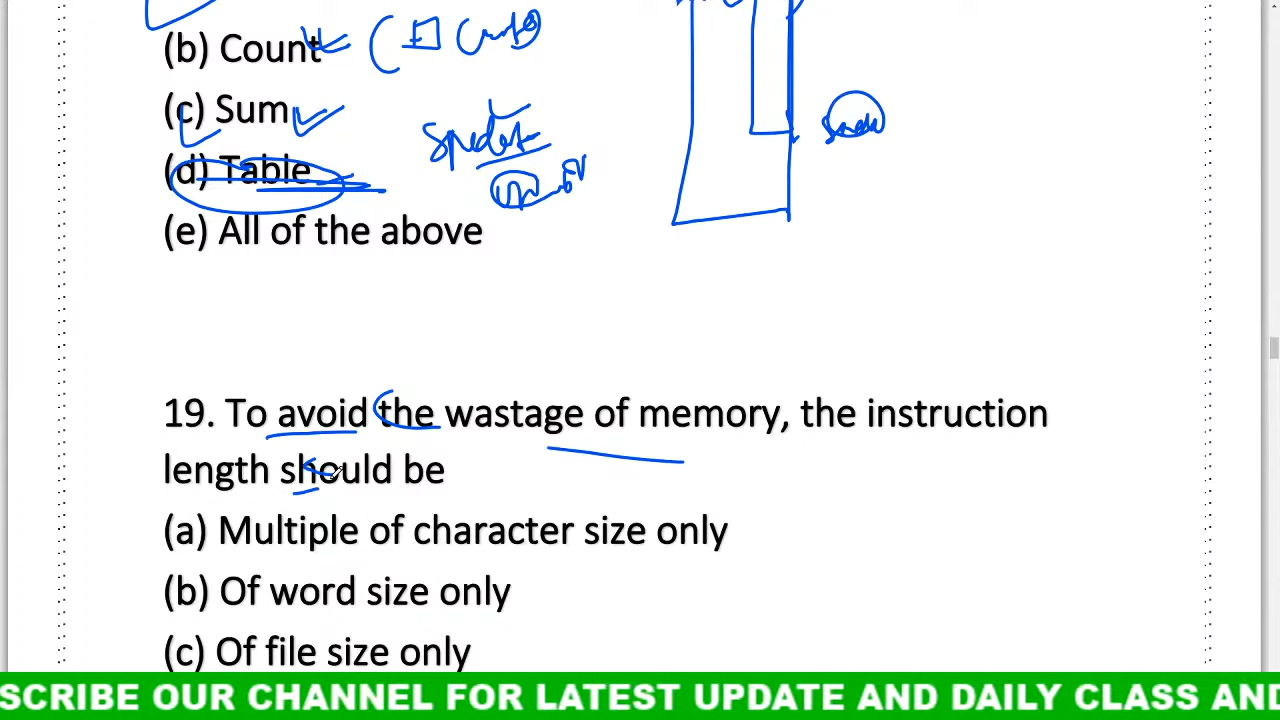 (b) Count
(c) Sum
(d) Table
(e) All of the above
19. To avoid the wastage of memory, the instruction
length should be
(a) Multiple of character size only
(b) Of word size only
(c) Of file size only
SCRIBE OUR CHANNEL FOR LATEST UPDATE AND DAILY CLASS AND